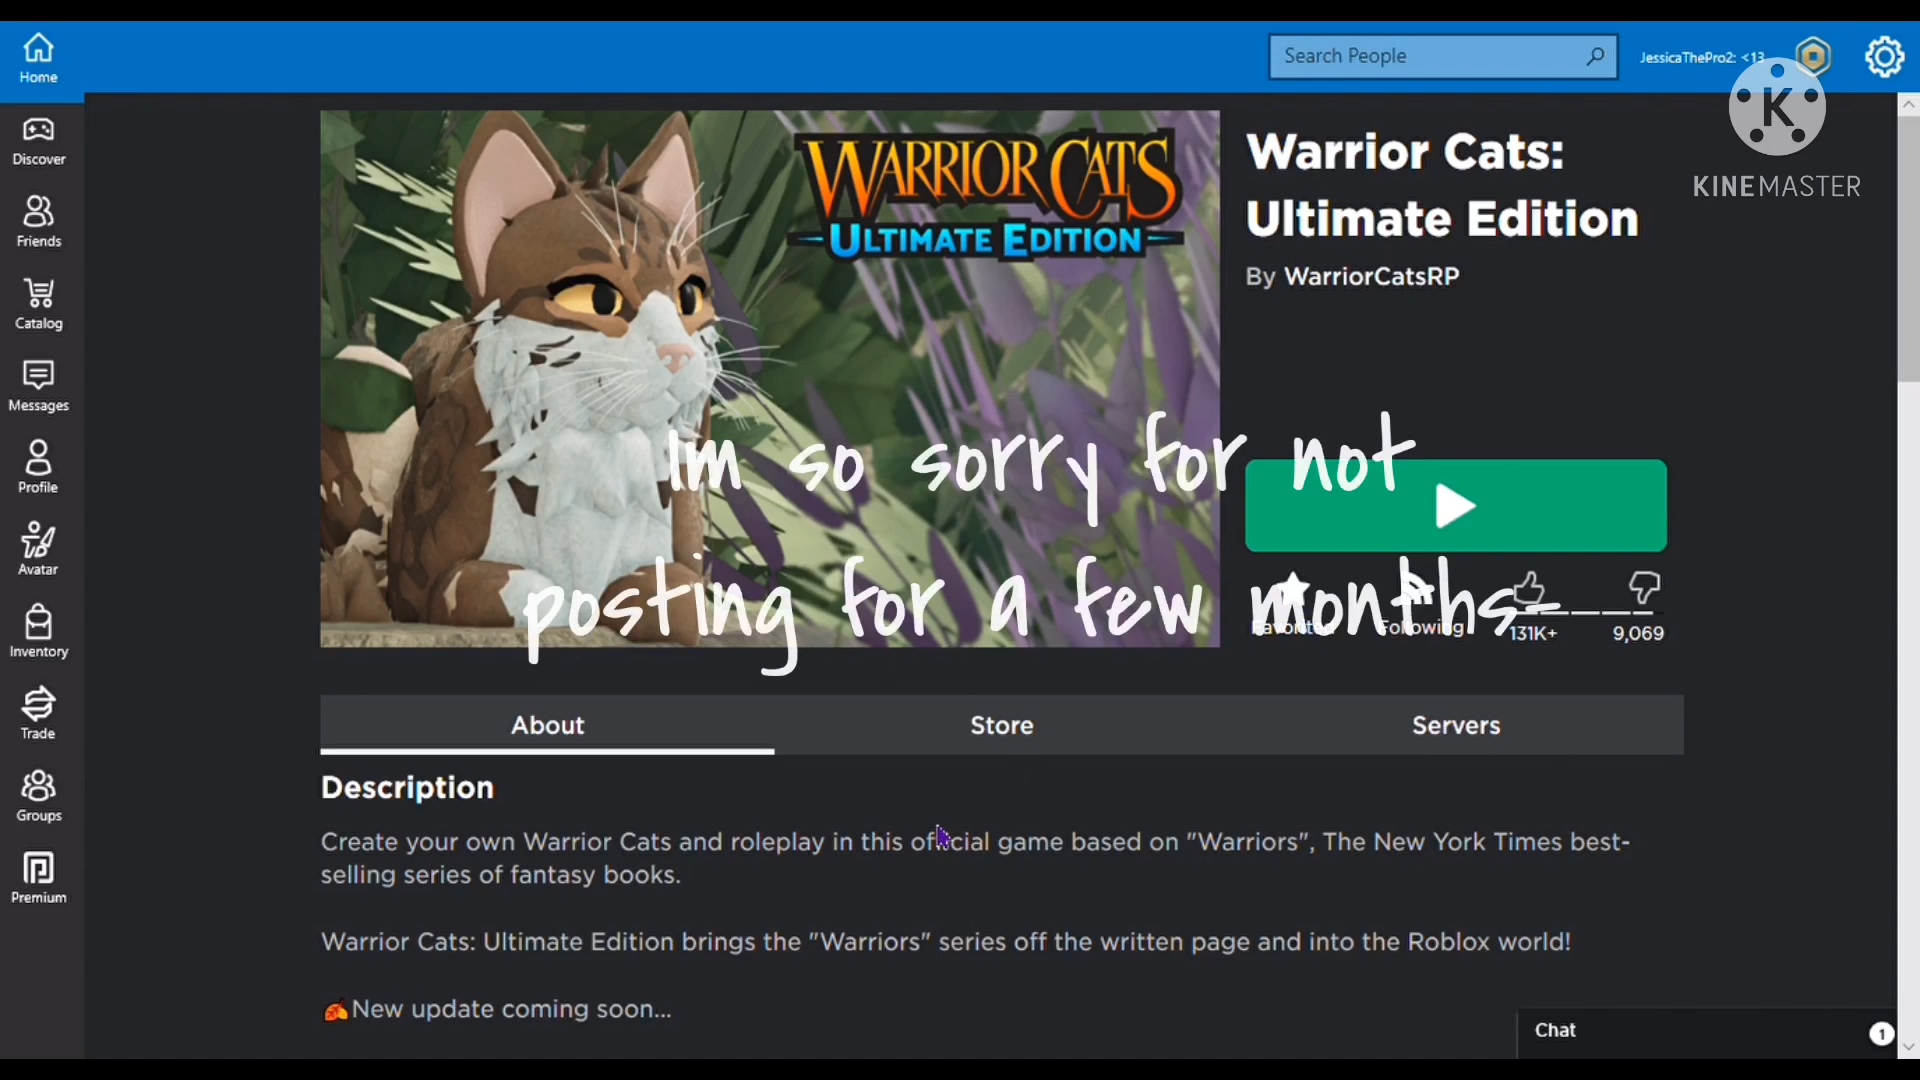 Home
Search People
JessicaThePro2: <13
K
KINEMASTER
Discover
Friends
Catalog
Messages
Profile
Avatar
Inventory
Trade
Groups
Premium
WARRIOR CATS
ULTIMATE EDITION
Warrior Cats:
Ultimate Edition
By WarriorCatsRP
Im so sorry for not
posting for a few months-
Favorited
Following
131K+
9,069
About
Store
Servers
Description
Create your own Warrior Cats and roleplay in this official game based on "Warriors", The New York Times best-
selling series of fantasy books.
Warrior Cats: Ultimate Edition brings the "Warriors" series off the written page and into the Roblox world!
🍂New update coming soon...
Chat
1